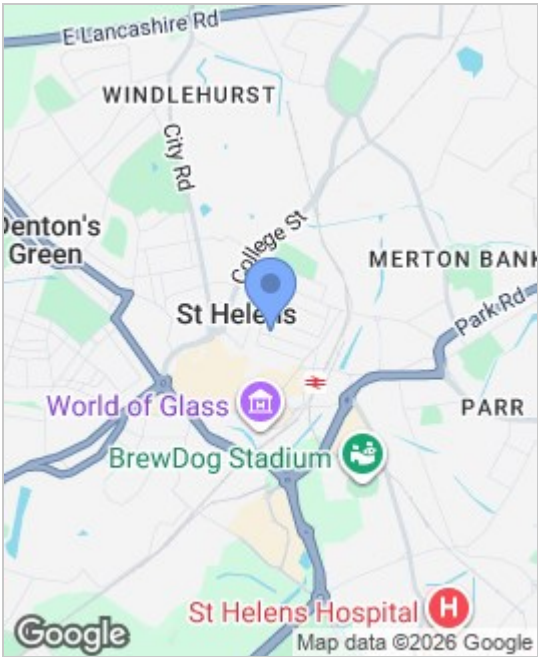 E Lancashire Rd
WINDLEHURST
City Rd
Denton's
Green
College St
MERTON BANK
St Helens
Park Rd
World of Glass
PARR
BrewDog Stadium
St Helens Hospital
H
Google
Map data ©2026 Google